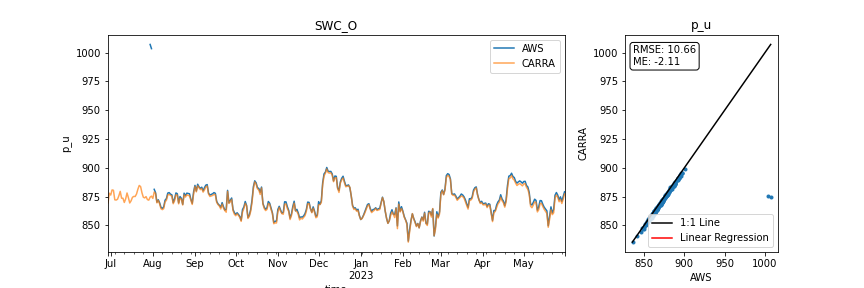 SWC_O
p_u
1000
975
950
925
900
875
850
p_u
AWS
CARRA
Jul
Aug
Sep
Oct
Nov
Dec
Jan
Feb
Mar
Apr
May
2023
time
p_u
RMSE: 10.66
ME: -2.11
1000
975
950
925
900
875
850
CARRA
1:1 Line
Linear Regression
850
900
950
1000
AWS